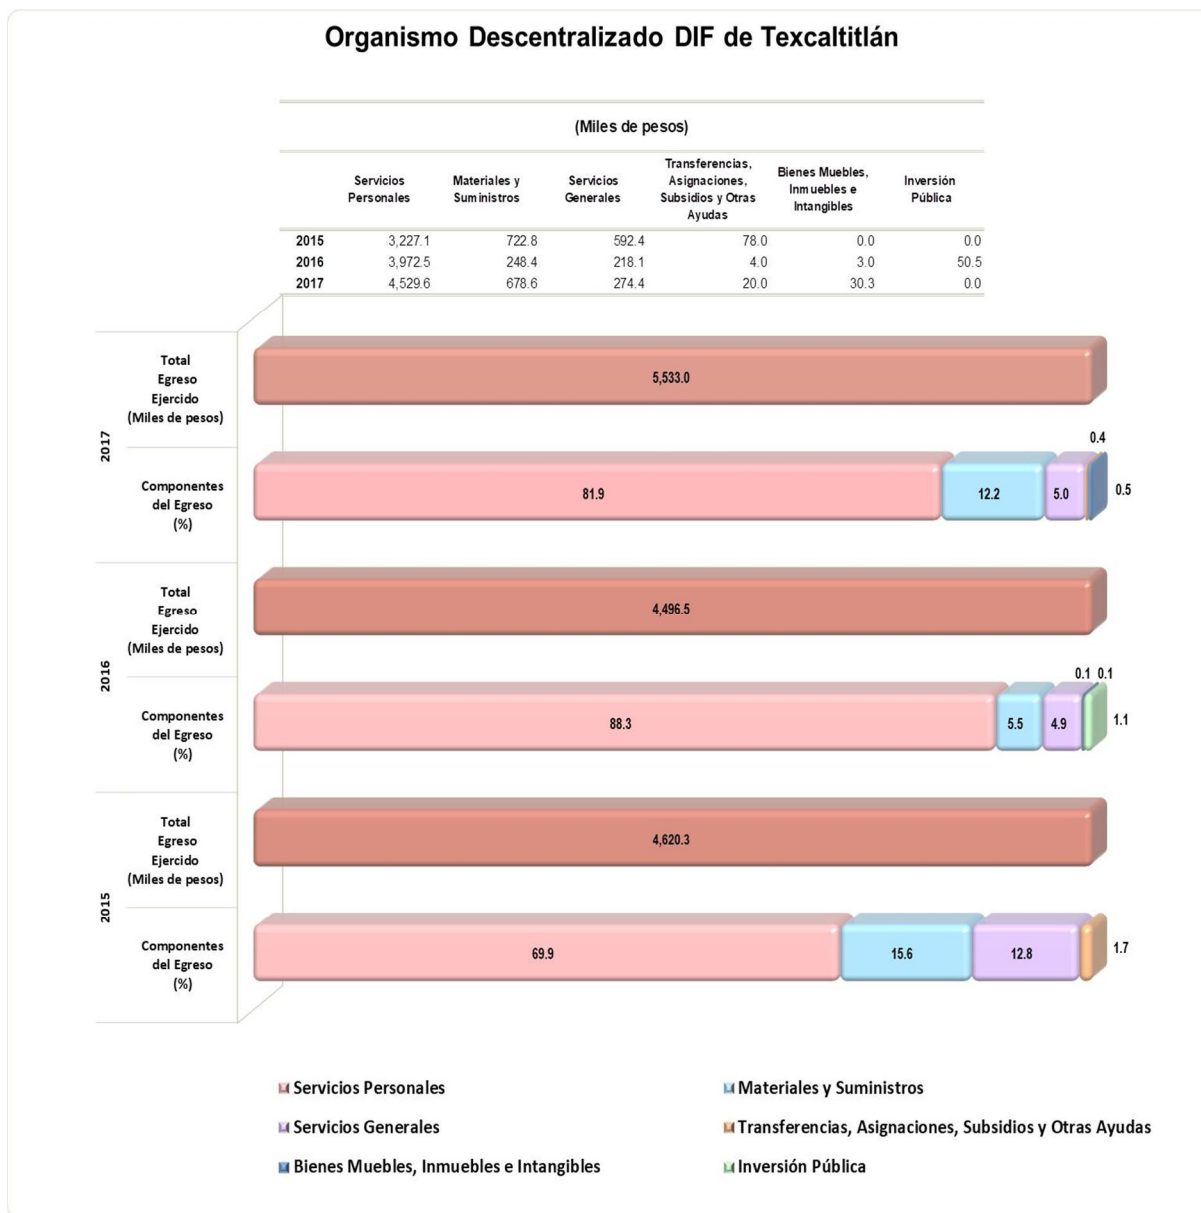 Organismo Descentralizado DIF de Texcaltitlán
(Miles de pesos)
Servicios Personales
Materiales y Suministros
Servicios Generales
Transferencias, Asignaciones, Subsidios y Otras Ayudas
Bienes Muebles, Inmuebles e Intangibles
Inversión Pública
2015 3,227.1 722.8 592.4 78.0 0.0 0.0
2016 3,972.5 248.4 218.1 4.0 3.0 50.5
2017 4,529.6 678.6 274.4 20.0 30.3 0.0
2017
Total
Egreso
Ejercido
(Miles de pesos)
5,533.0
Componentes
del Egreso
(%)
81.9 12.2 5.0 0.4 0.5
2016
Total
Egreso
Ejercido
(Miles de pesos)
4,496.5
Componentes
del Egreso
(%)
88.3 5.5 4.9 0.1 0.1 1.1
2015
Total
Egreso
Ejercido
(Miles de pesos)
4,620.3
Componentes
del Egreso
(%)
69.9 15.6 12.8 1.7
Servicios Personales
Materiales y Suministros
Servicios Generales
Transferencias, Asignaciones, Subsidios y Otras Ayudas
Bienes Muebles, Inmuebles e Intangibles
Inversión Pública